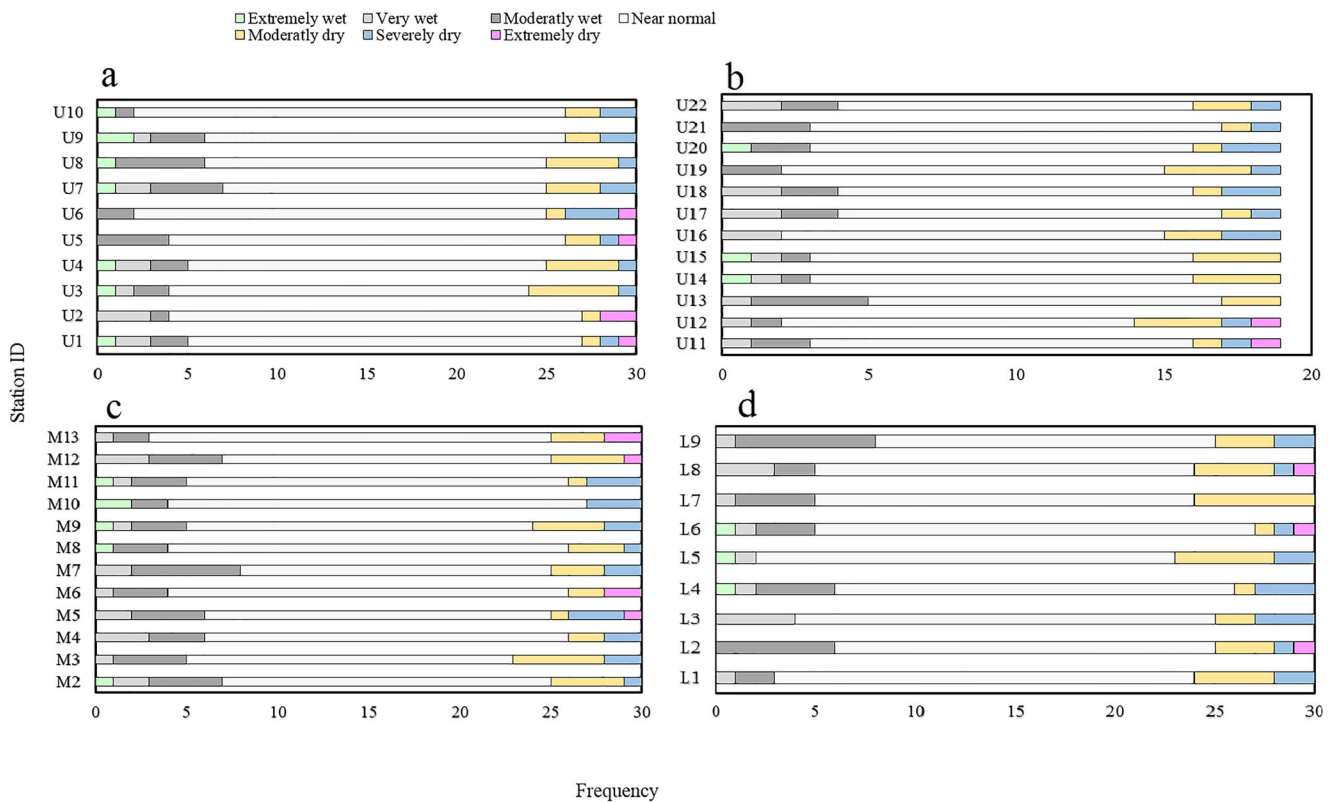 Extremely wet Very wet Moderatly wet Near normal
Moderatly dry Severely dry Extremely dry
a
U10
U9
U8
U7
U6
U5
U4
U3
U2
U1
0 5 10 15 20 25 30
b
U22
U21
U20
U19
U18
U17
U16
U15
U14
U13
U12
U11
0 5 10 15 20
Station ID
c
M13
M12
M11
M10
M9
M8
M7
M6
M5
M4
M3
M2
0 5 10 15 20 25 30
d
L9
L8
L7
L6
L5
L4
L3
L2
L1
0 5 10 15 20 25 30
Frequency